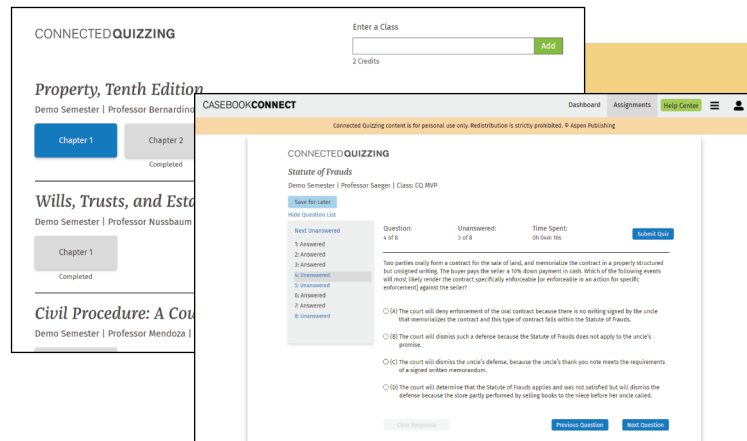 CONNECTEDQUIZZING
Enter a Class
Add
2 Credits
Property, Tenth Edition
Demo Semester | Professor Bernardino
Chapter 1
Chapter 2
Completed
Wills, Trusts, and Esta
Demo Semester | Professor Nussbaum
Chapter 1
Completed
Civil Procedure: A Cou
Demo Semester | Professor Mendoza |
CASEBOOKCONNECT
Dashboard
Assignments
Help Center
Connected Quizzing content is for personal use only. Redistribution is strictly prohibited. © Aspen Publishing
CONNECTEDQUIZZING
Statute of Frauds
Demo Semester | Professor Saeger | Class: CQ MVP
Save for Later
Hide Question List
Next Unanswered
1: Answered
2: Answered
3: Answered
4: Unanswered
5: Unanswered
6: Answered
7: Answered
8: Unanswered
Question:
4 of 8
Unanswered:
3 of 8
Time Spent:
0h 04m 18s
Submit Quiz
Two parties orally form a contract for the sale of land, and memorialize the contract in a properly structured
but unsigned writing. The buyer pays the seller a 10% down payment in cash. Which of the following events
will most likely render the contract specifically enforceable [or enforceable in an action for specific
enforcement] against the seller?
(A) The court will deny enforcement of the oral contract because there is no writing signed by the uncle
that memorializes the contract and this type of contract falls within the Statute of Frauds.
(B) The court will dismiss such a defense because the Statute of Frauds does not apply to the uncle's
promise.
(C) The court will dismiss the uncle's defense, because the uncle's thank you note meets the requirements
of a signed written memorandum.
(D) The court will determine that the Statute of Frauds applies and was not satisfied but will dismiss the
defense because the store partly performed by selling books to the niece before her uncle called.
Clear Response
Previous Question
Next Question